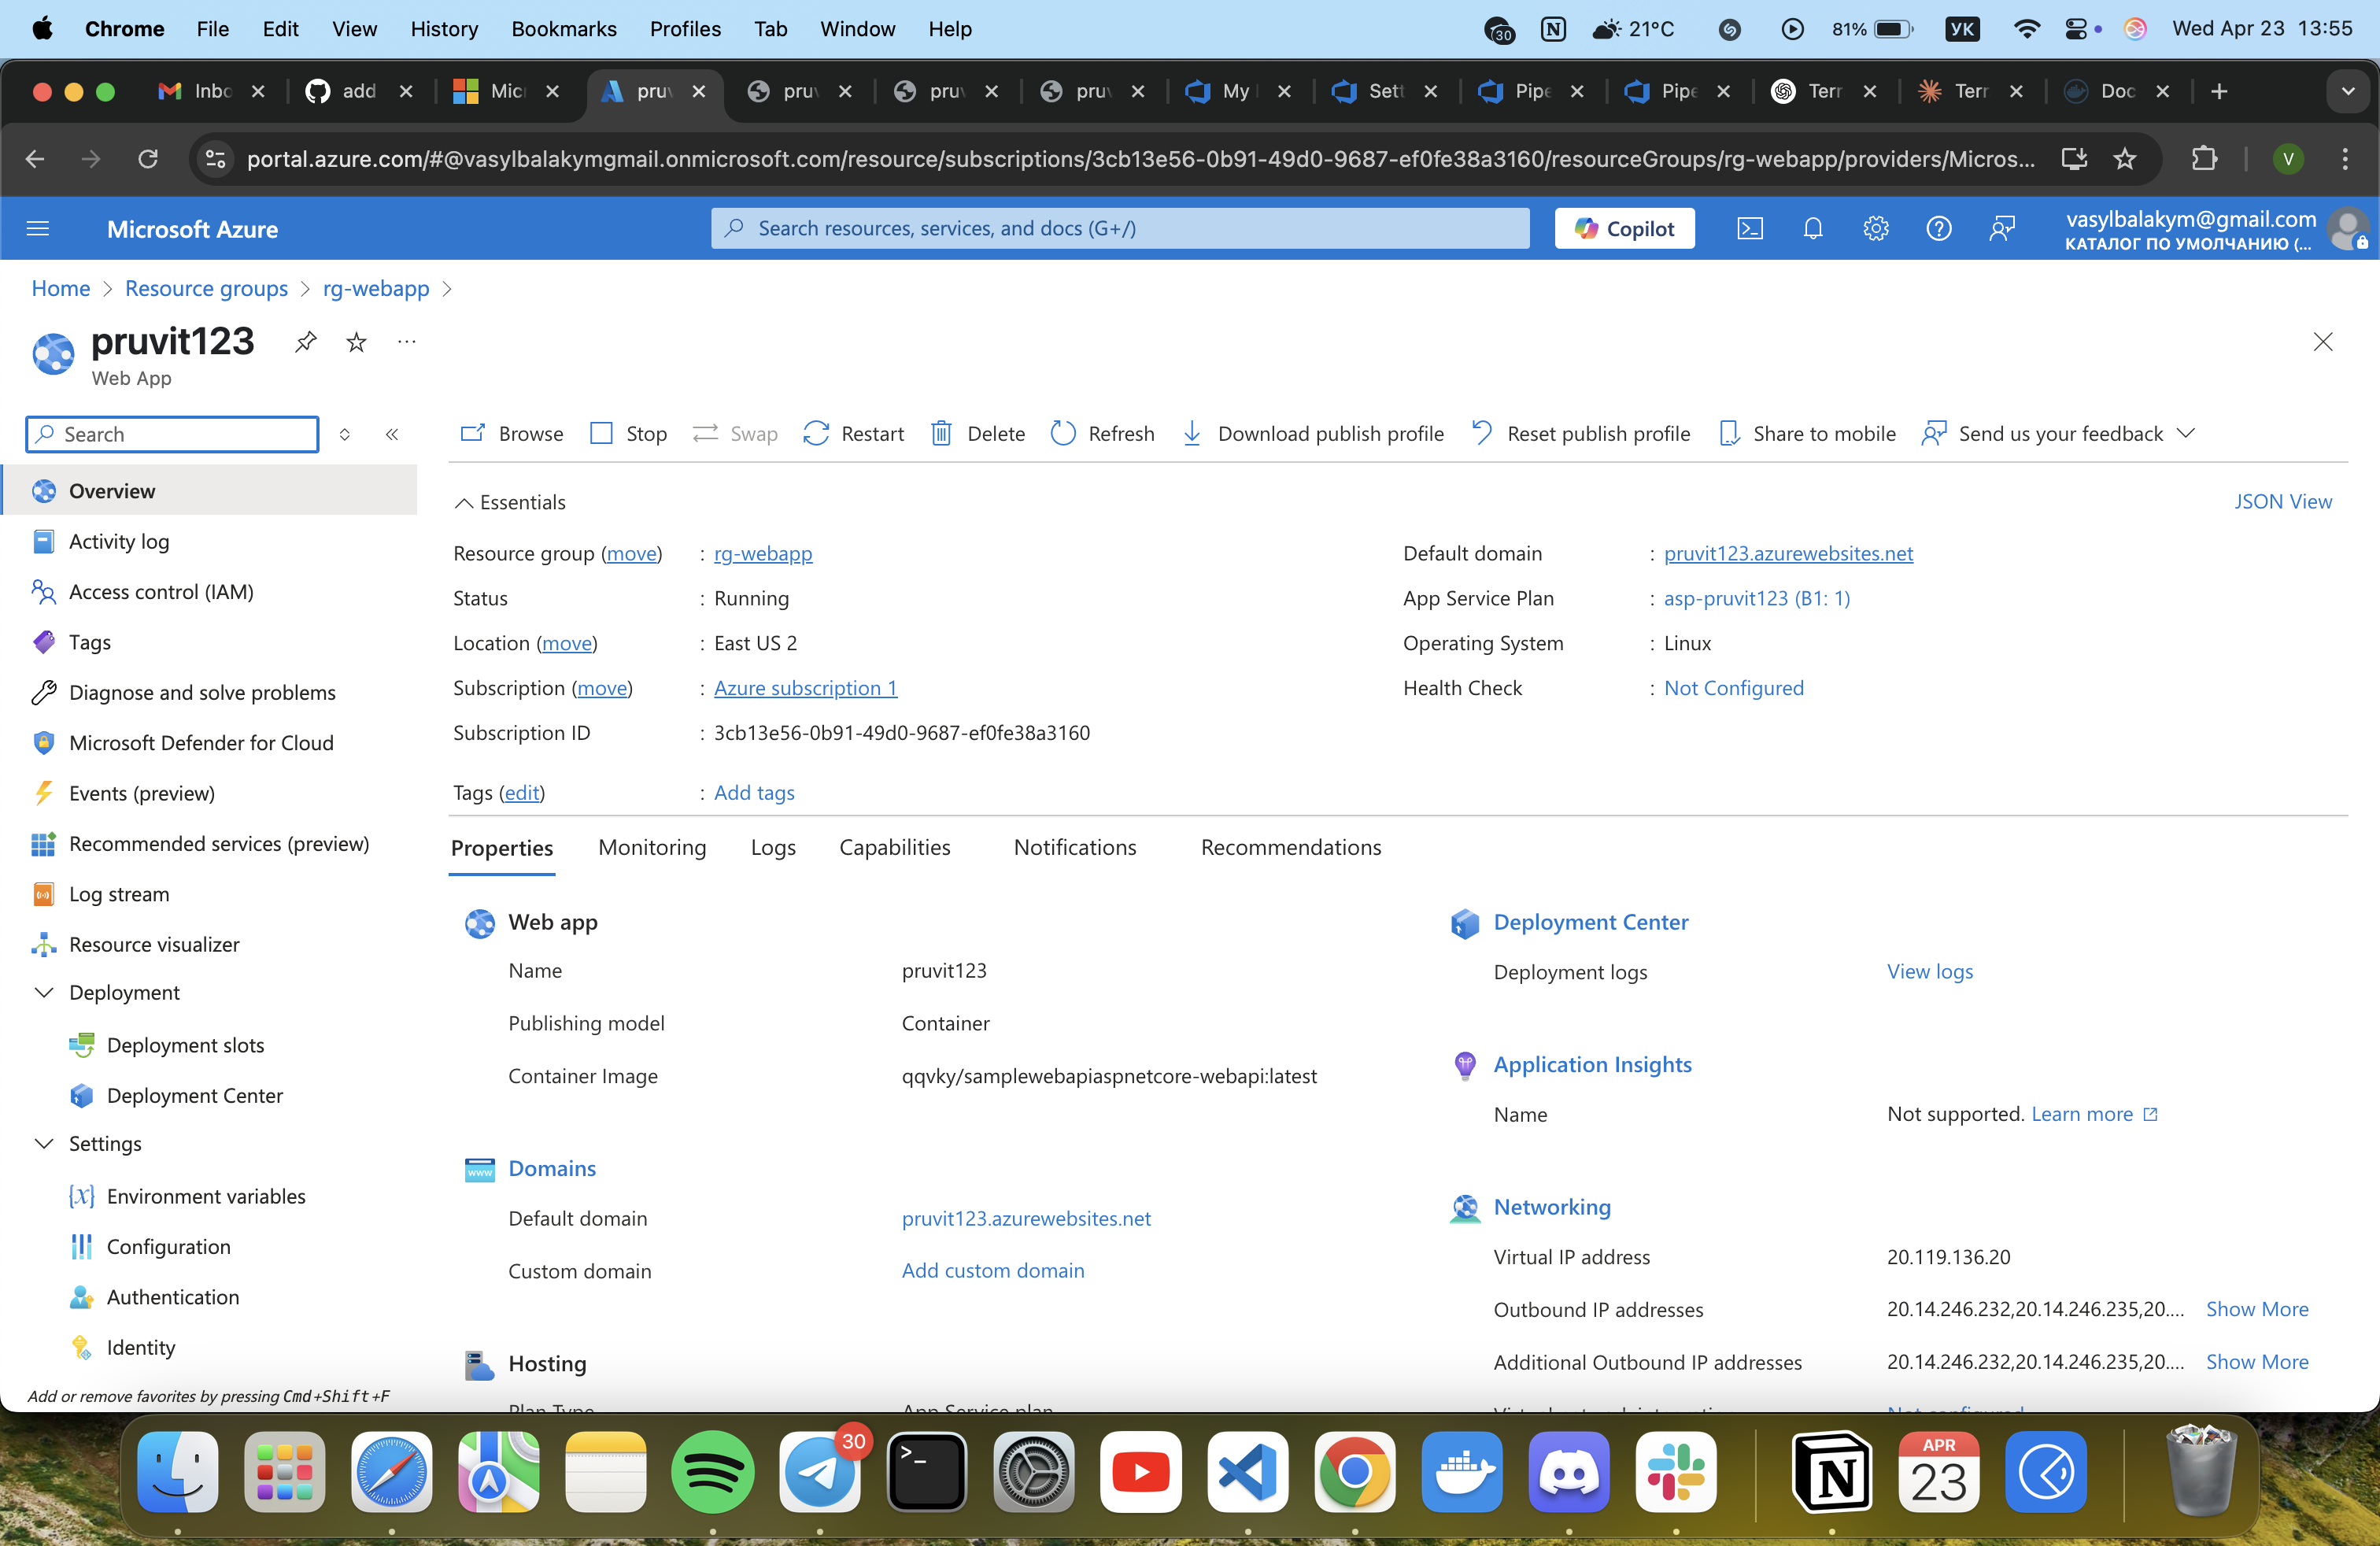 Chrome File Edit View History Bookmarks Profiles Tab Window Help 30 21°C 81% УК Wed Apr 23 13:55
Inbo add Micr pruv pruv pruv pruv My Sett Pipe Pipe Terr Terr Doc
portal.azure.com/#@vasylbalakymgmail.onmicrosoft.com/resource/subscriptions/3cb13e56-0b91-49d0-9687-ef0fe38a3160/resourceGroups/rg-webapp/providers/Micros... V
Microsoft Azure Search resources, services, and docs (G+/) Copilot vasylbalakym@gmail.com
КАТАЛОГ ПО УМОЛЧАНИЮ (...
Home > Resource groups > rg-webapp >
pruvit123
Web App
Search
Browse Stop Swap Restart Delete Refresh Download publish profile Reset publish profile Share to mobile Send us your feedback
Overview
Activity log
Access control (IAM)
Tags
Diagnose and solve problems
Microsoft Defender for Cloud
Events (preview)
Recommended services (preview)
Log stream
Resource visualizer
Deployment
Deployment slots
Deployment Center
Settings
Environment variables
Configuration
Authentication
Identity
Add or remove favorites by pressing Cmd+Shift+F
Essentials JSON View
Resource group (move) : rg-webapp
Status : Running
Location (move) : East US 2
Subscription (move) : Azure subscription 1
Subscription ID : 3cb13e56-0b91-49d0-9687-ef0fe38a3160
Tags (edit) : Add tags
Default domain : pruvit123.azurewebsites.net
App Service Plan : asp-pruvit123 (B1: 1)
Operating System : Linux
Health Check : Not Configured
Properties Monitoring Logs Capabilities Notifications Recommendations
Web app
Name pruvit123
Publishing model Container
Container Image qqvky/samplewebapiaspnetcore-webapi:latest
www Domains
Default domain pruvit123.azurewebsites.net
Custom domain Add custom domain
Hosting
Plan Type App Service plan
Deployment Center
Deployment logs View logs
Application Insights
Name Not supported. Learn more
Networking
Virtual IP address 20.119.136.20
Outbound IP addresses 20.14.246.232,20.14.246.235,20.... Show More
Additional Outbound IP addresses 20.14.246.232,20.14.246.235,20.... Show More
30
APR
23